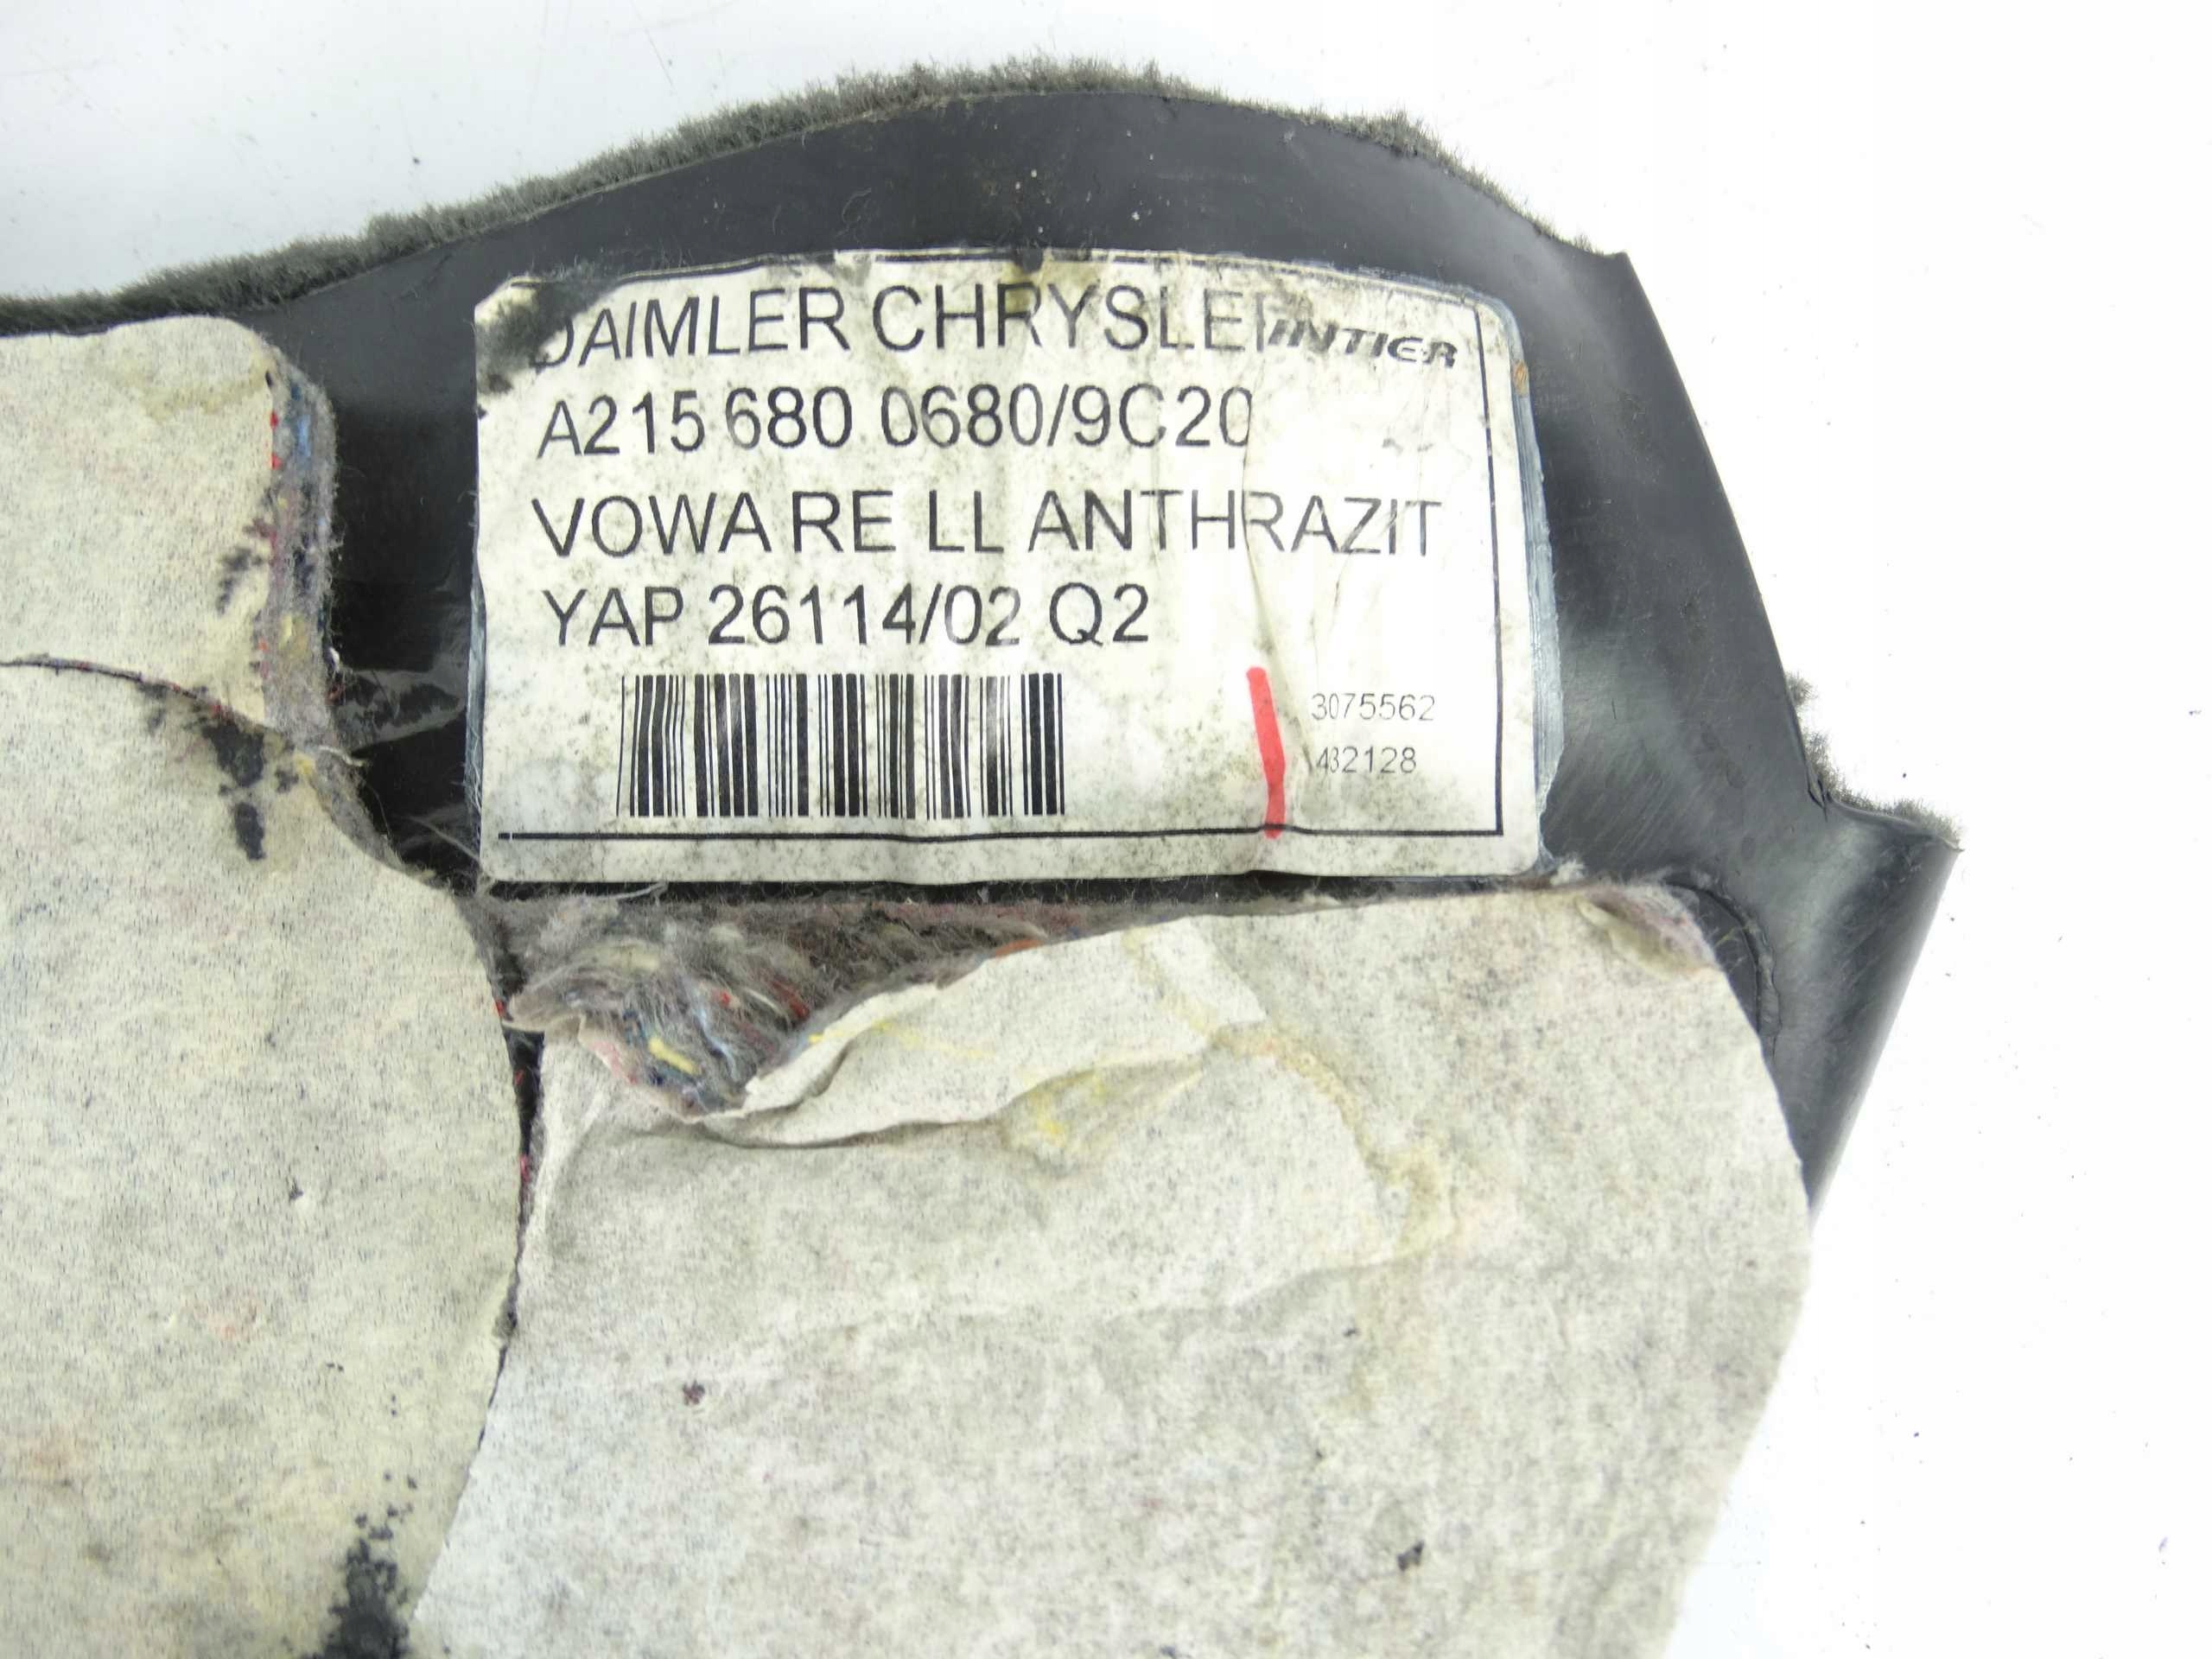 DAIMLER CHRYSLER INTIER
A215 680 0680/9C20
VOWA RE LL ANTHRAZIT
YAP 26114/02 Q2
3075562
432128